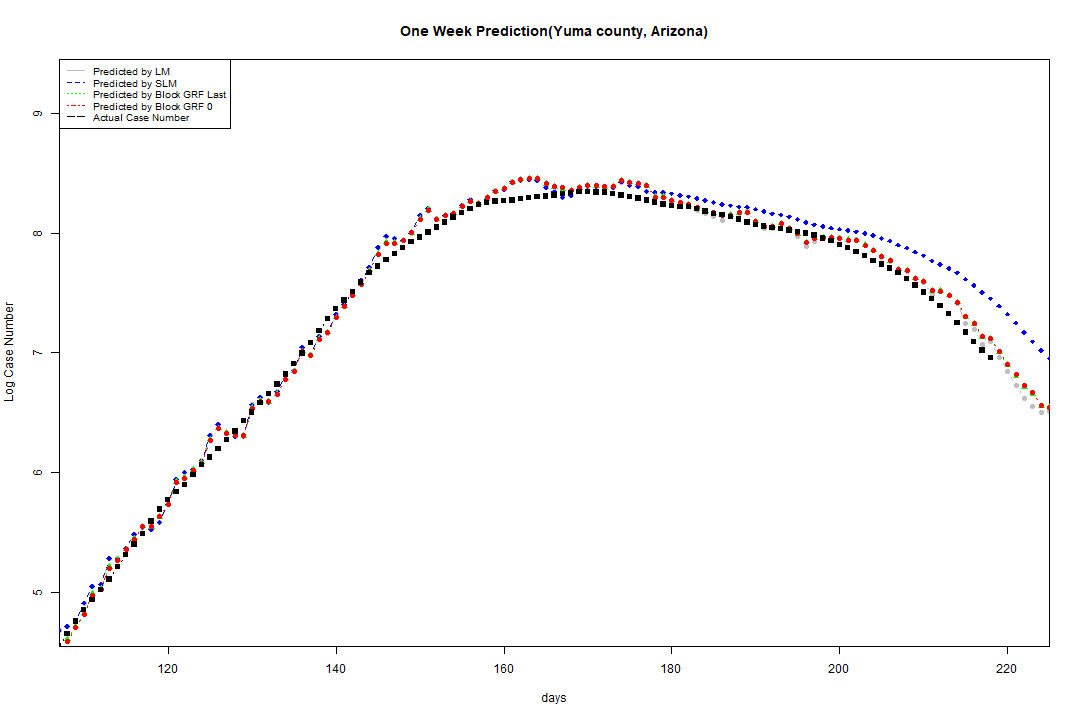 One Week Prediction(Yuma county, Arizona)
Predicted by LM
Predicted by SLM
Predicted by Block GRF Last
Predicted by Block GRF 0
Actual Case Number
Log Case Number
9
8
7
6
5
120 140 160 180 200 220
days